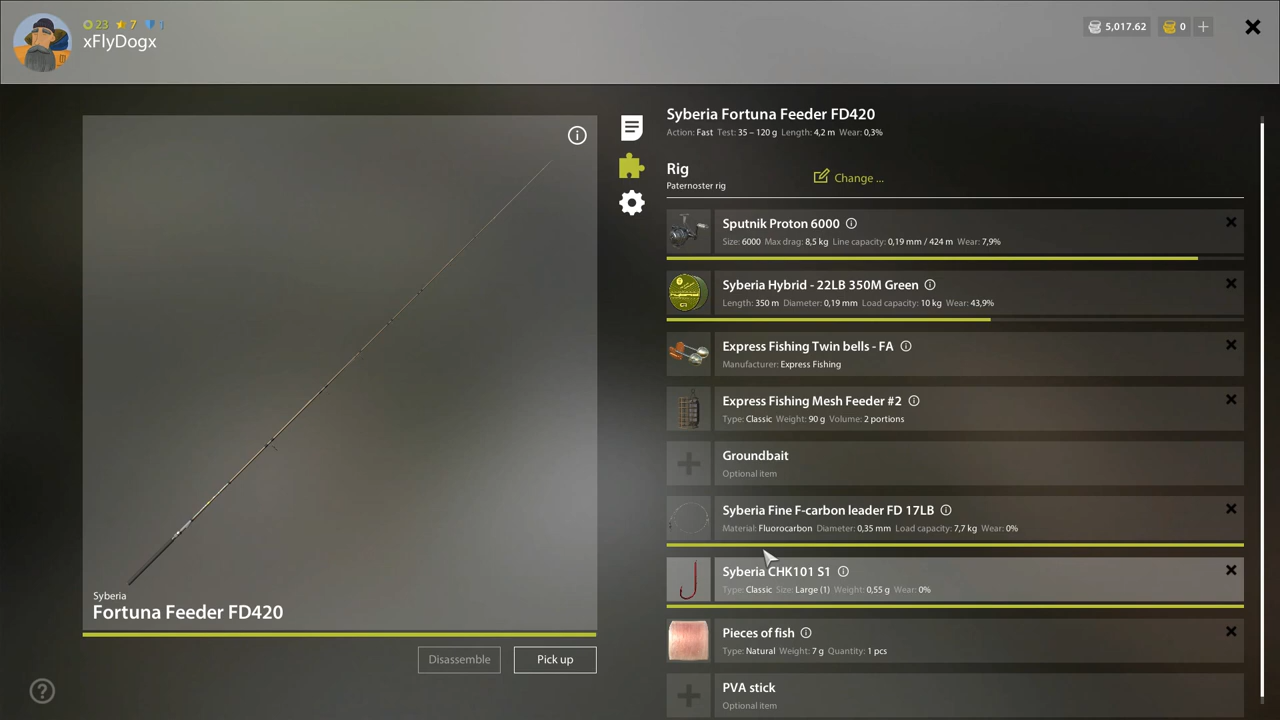 23 7 1
xFlyDogx
5,017.62 0
Syberia Fortuna Feeder FD420
Action: Fast Test: 35 – 120 g Length: 4,2 m Wear: 0,3%
Rig
Paternoster rig
Change ...
Sputnik Proton 6000
Size: 6000 Max drag: 8,5 kg Line capacity: 0,19 mm / 424 m Wear: 7,9%
Syberia Hybrid - 22LB 350M Green
Length: 350 m Diameter: 0,19 mm Load capacity: 10 kg Wear: 43,9%
Express Fishing Twin bells - FA
Manufacturer: Express Fishing
Express Fishing Mesh Feeder #2
Type: Classic Weight: 90 g Volume: 2 portions
Groundbait
Optional item
Syberia Fine F-carbon leader FD 17LB
Material: Fluorocarbon Diameter: 0,35 mm Load capacity: 7,7 kg Wear: 0%
Syberia CHK101 S1
Type: Classic Size: Large (1) Weight: 0,55 g Wear: 0%
Pieces of fish
Type: Natural Weight: 7 g Quantity: 1 pcs
PVA stick
Optional item
Syberia
Fortuna Feeder FD420
Disassemble
Pick up